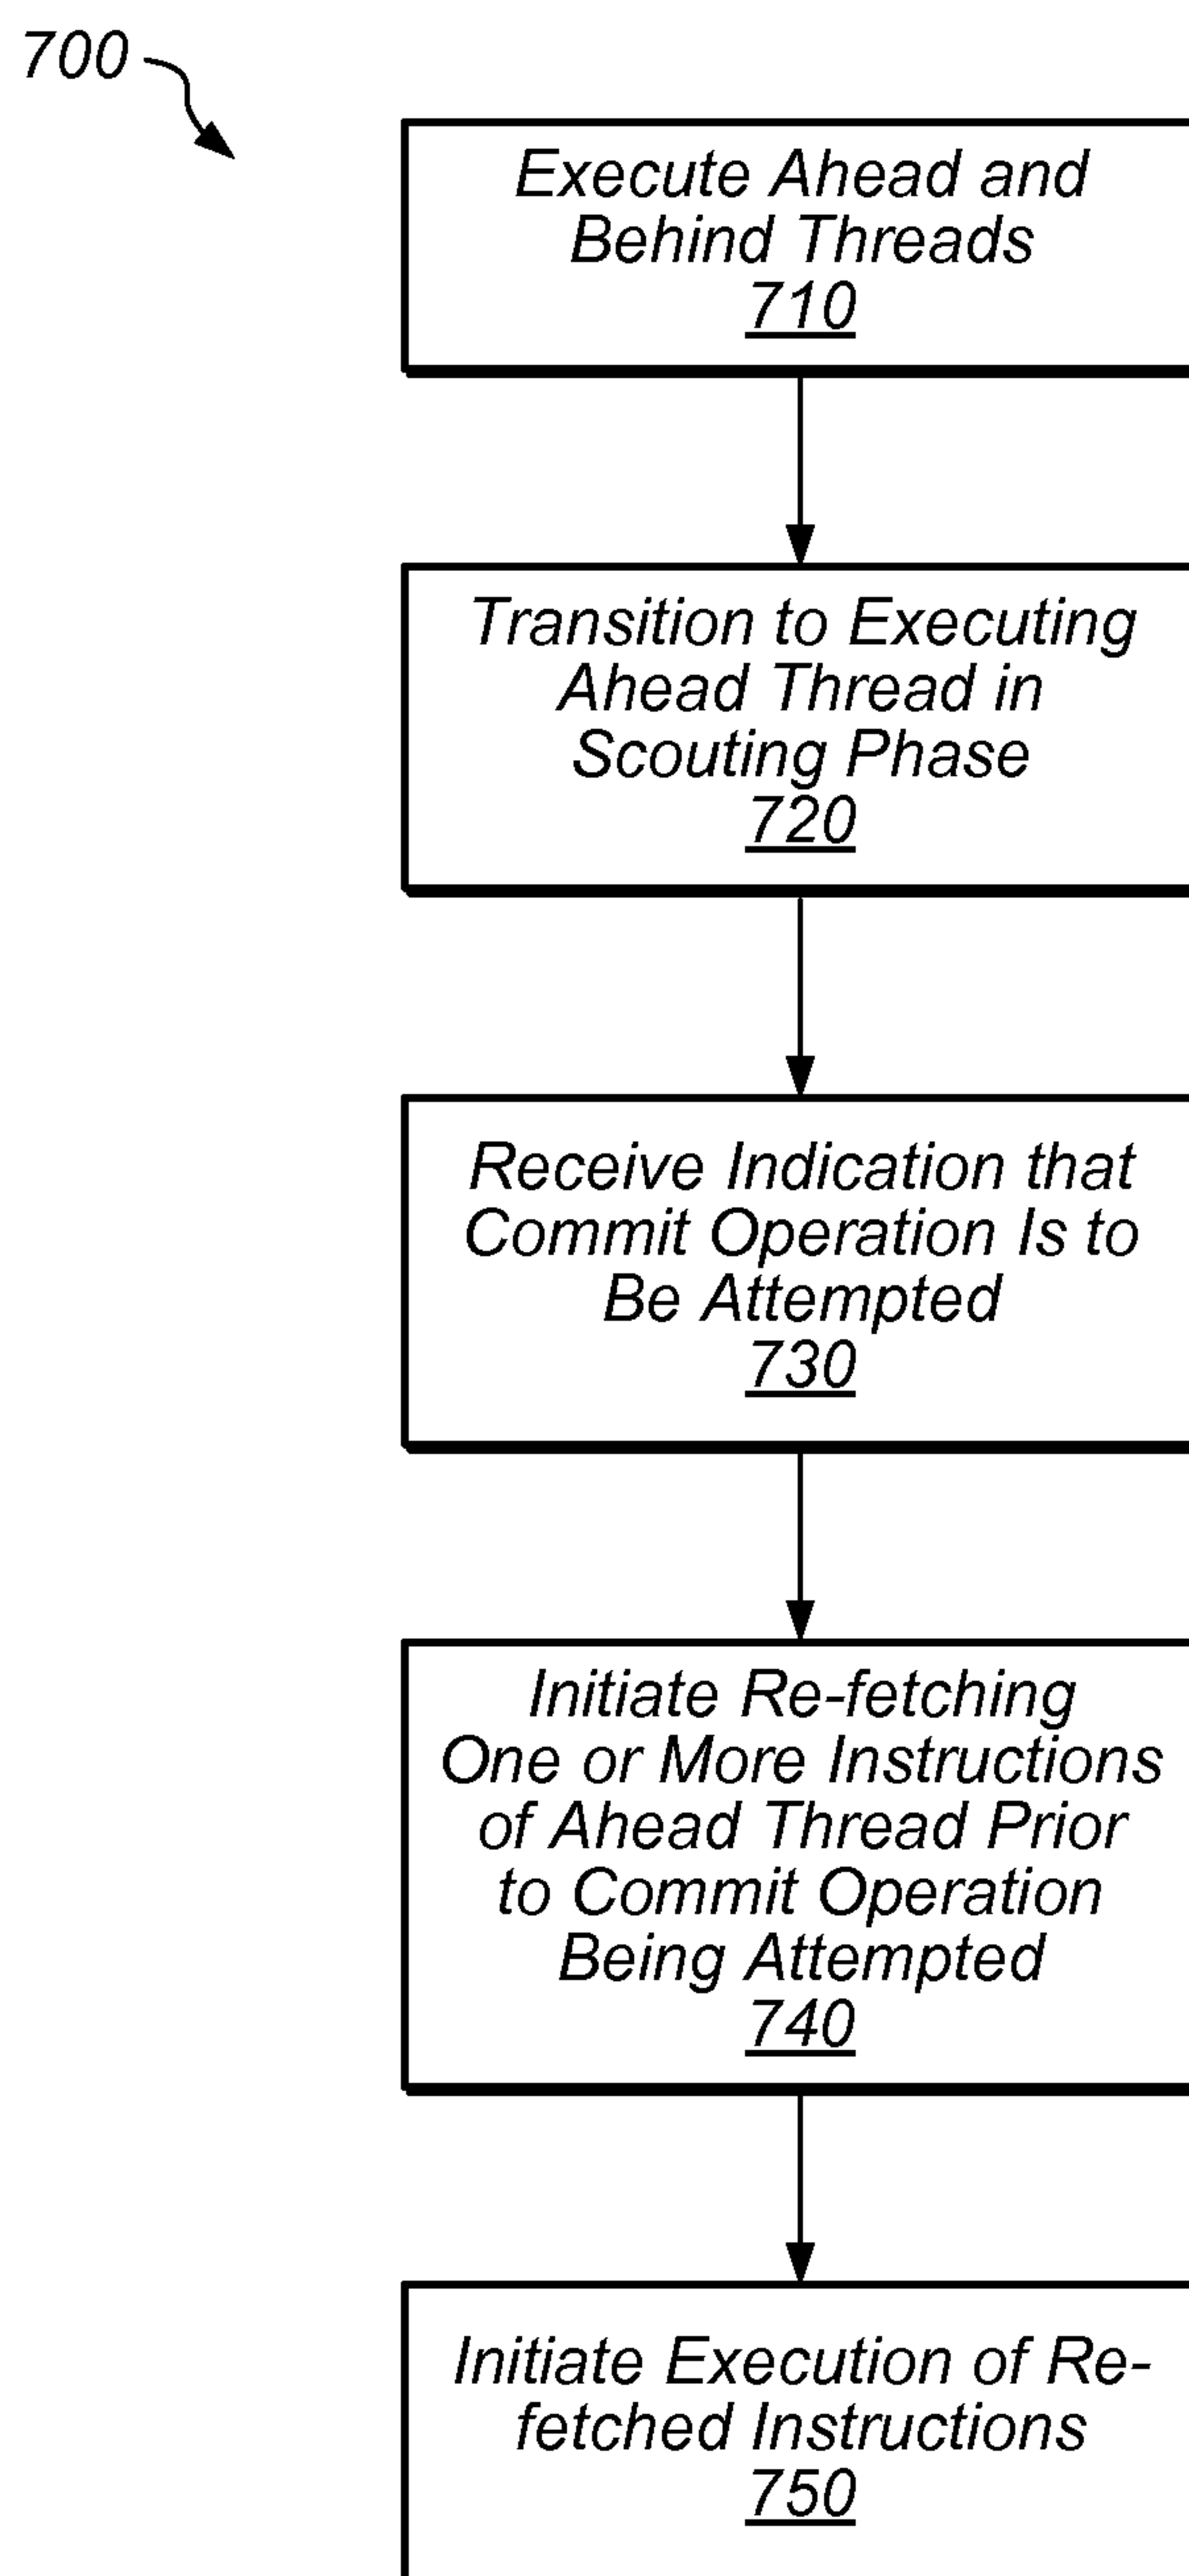 700
Execute Ahead and
Behind Threads
710
Transition to Executing
Ahead Thread in
Scouting Phase
720
Receive Indication that
Commit Operation Is to
Be Attempted
730
Initiate Re-fetching
One or More Instructions
of Ahead Thread Prior
to Commit Operation
Being Attempted
740
Initiate Execution of Re-
fetched Instructions
750